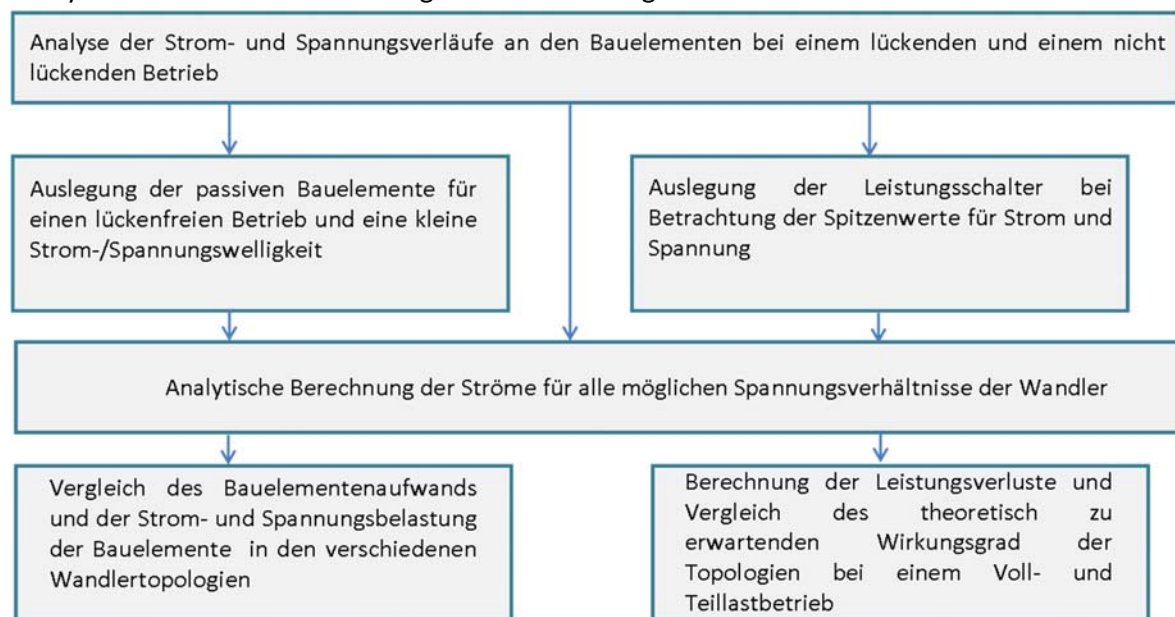 Analyse der Strom- und Spannungsverläufe an den Bauelementen bei einem lückenden und einem nicht
lückenden Betrieb
Auslegung der passiven Bauelemente für
einen lückenfreien Betrieb und eine kleine
Strom-/Spannungswelligkeit
Auslegung der Leistungsschalter bei
Betrachtung der Spitzenwerte für Strom und
Spannung
Analytische Berechnung der Ströme für alle möglichen Spannungsverhältnisse der Wandler
Vergleich des Bauelementenaufwands
und der Strom- und Spannungsbelastung
der Bauelemente in den verschiedenen
Wandlertopologien
Berechnung der Leistungsverluste und
Vergleich des theoretisch zu
erwartenden Wirkungsgrad der
Topologien bei einem Voll- und
Teillastbetrieb